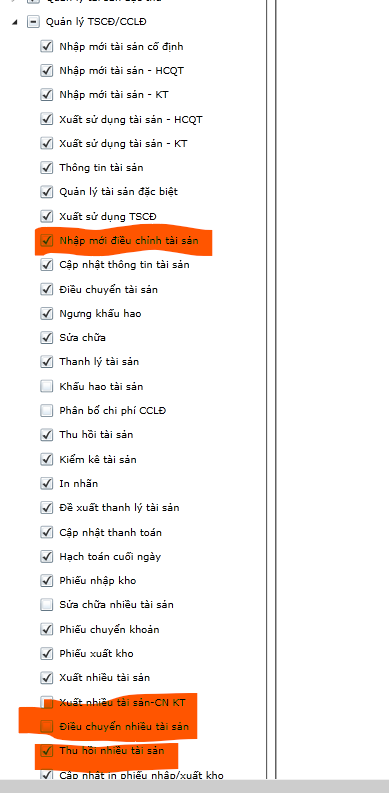 Quản lý TSCĐ/CCLĐ
Nhập mới tài sản cố định
Nhập mới tài sản - HCQT
Nhập mới tài sản - KT
Xuất sử dụng tài sản - HCQT
Xuất sử dụng tài sản - KT
Thông tin tài sản
Quản lý tài sản đặc biệt
Xuất sử dụng TSCĐ
Nhập mới điều chỉnh tài sản
Cập nhật thông tin tài sản
Điều chuyển tài sản
Ngưng khấu hao
Sửa chữa
Thanh lý tài sản
Khấu hao tài sản
Phân bổ chi phí CCLĐ
Thu hồi tài sản
Kiểm kê tài sản
In nhãn
Đề xuất thanh lý tài sản
Cập nhật thanh toán
Hạch toán cuối ngày
Phiếu nhập kho
Sửa chữa nhiều tài sản
Phiếu chuyển khoản
Phiếu xuất kho
Xuất nhiều tài sản
Xuất nhiều tài sản-CN KT
Điều chuyển nhiều tài sản
Thu hồi nhiều tài sản
Cập nhật in phiếu nhập/xuất kho